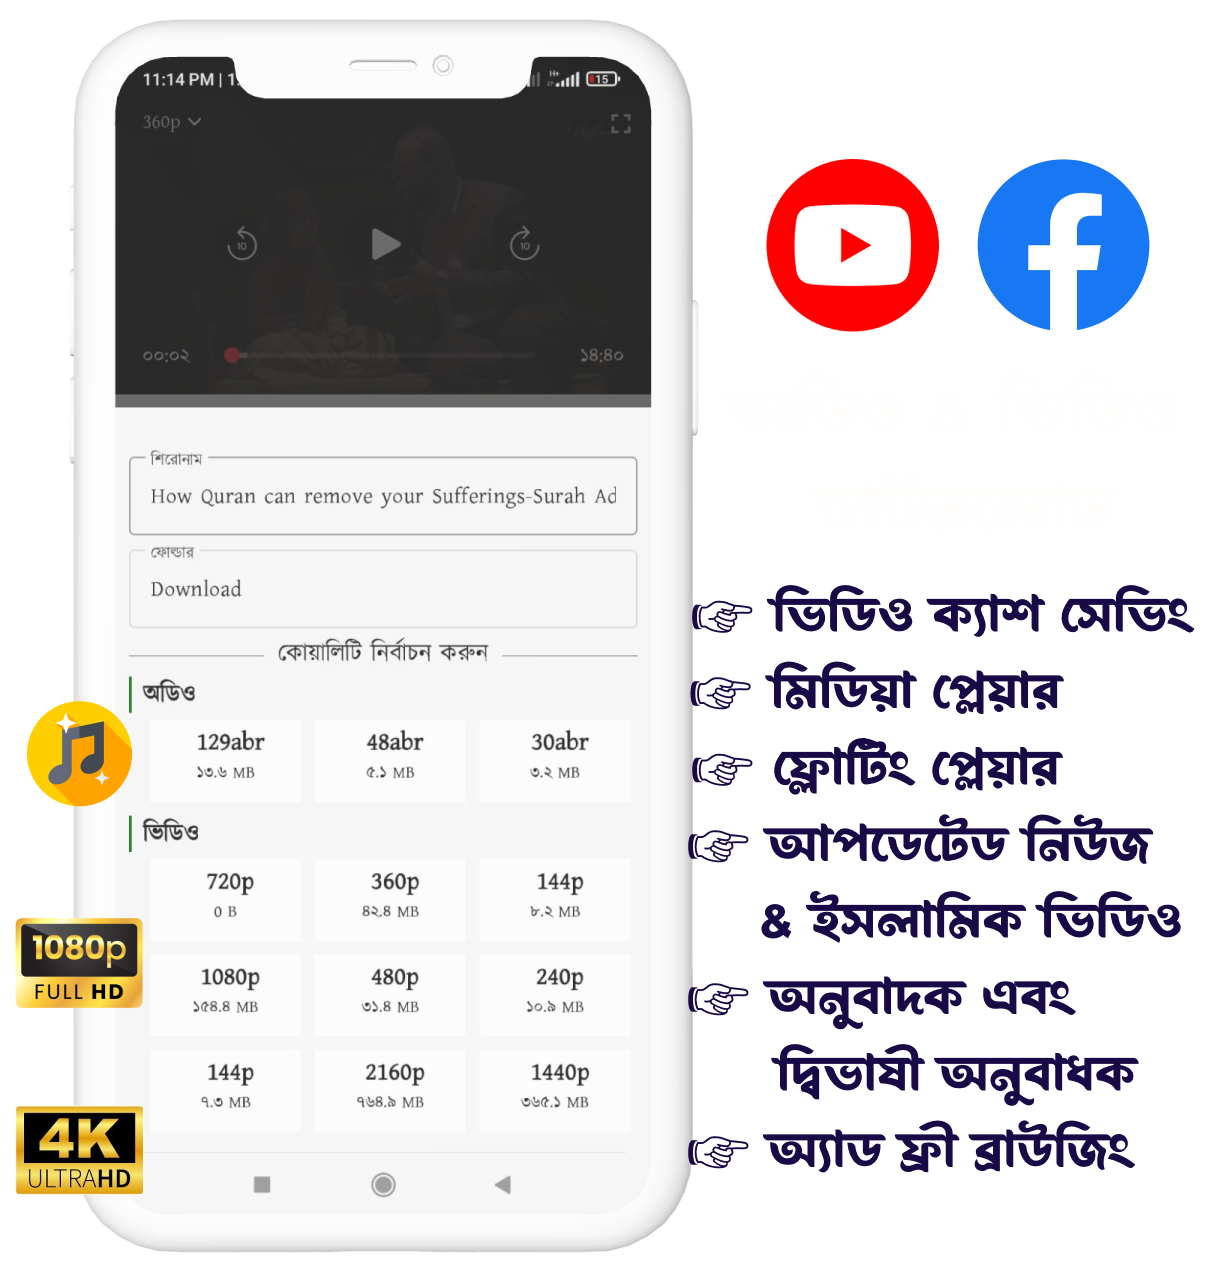 11:14 PM | 1
H+
15
360p
10
10
০০:০২
১৪:৪০
শিরোনাম
How Quran can remove your Sufferings-Surah Ad
ফোল্ডার
Download
কোয়ালিটি নির্বাচন করুন
অডিও
129abr
48abr
30abr
১৩.৬ MB
৫.১ MB
৩.২ MB
ভিডিও
720p
360p
144p
0 B
৪২.৪ MB
৮.২ MB
1080p
FULL HD
1080p
480p
240p
১৫৪.৪ MB
৩১.৪ MB
১০.৯ MB
144p
2160p
1440p
৭.৩ MB
৭৬৪.৯ MB
৩৬৫.১ MB
4K
ULTRAHD
☞ ভিডিও ক্যাশ সেভিং
☞ মিডিয়া প্লেয়ার
☞ ফ্লোটিং প্লেয়ার
☞ আপডেটেড নিউজ
& ইসলামিক ভিডিও
☞ অনুবাদক এবং
দ্বিভাষী অনুবাধক
☞ অ্যাড ফ্রী ব্রাউজিং